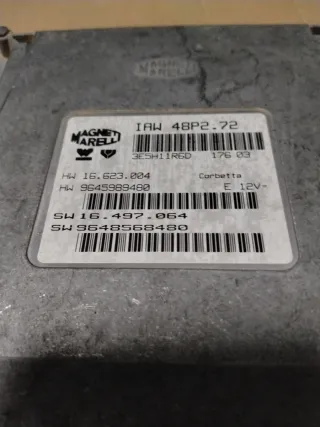 MAGNETI
MARELLI
IAW 48P2.72
3E5H11R6D 176 03
HW 16.623.004 Corbetta
HW 9645989480 E 12V-
SW 16.497.064
SW 9648568480